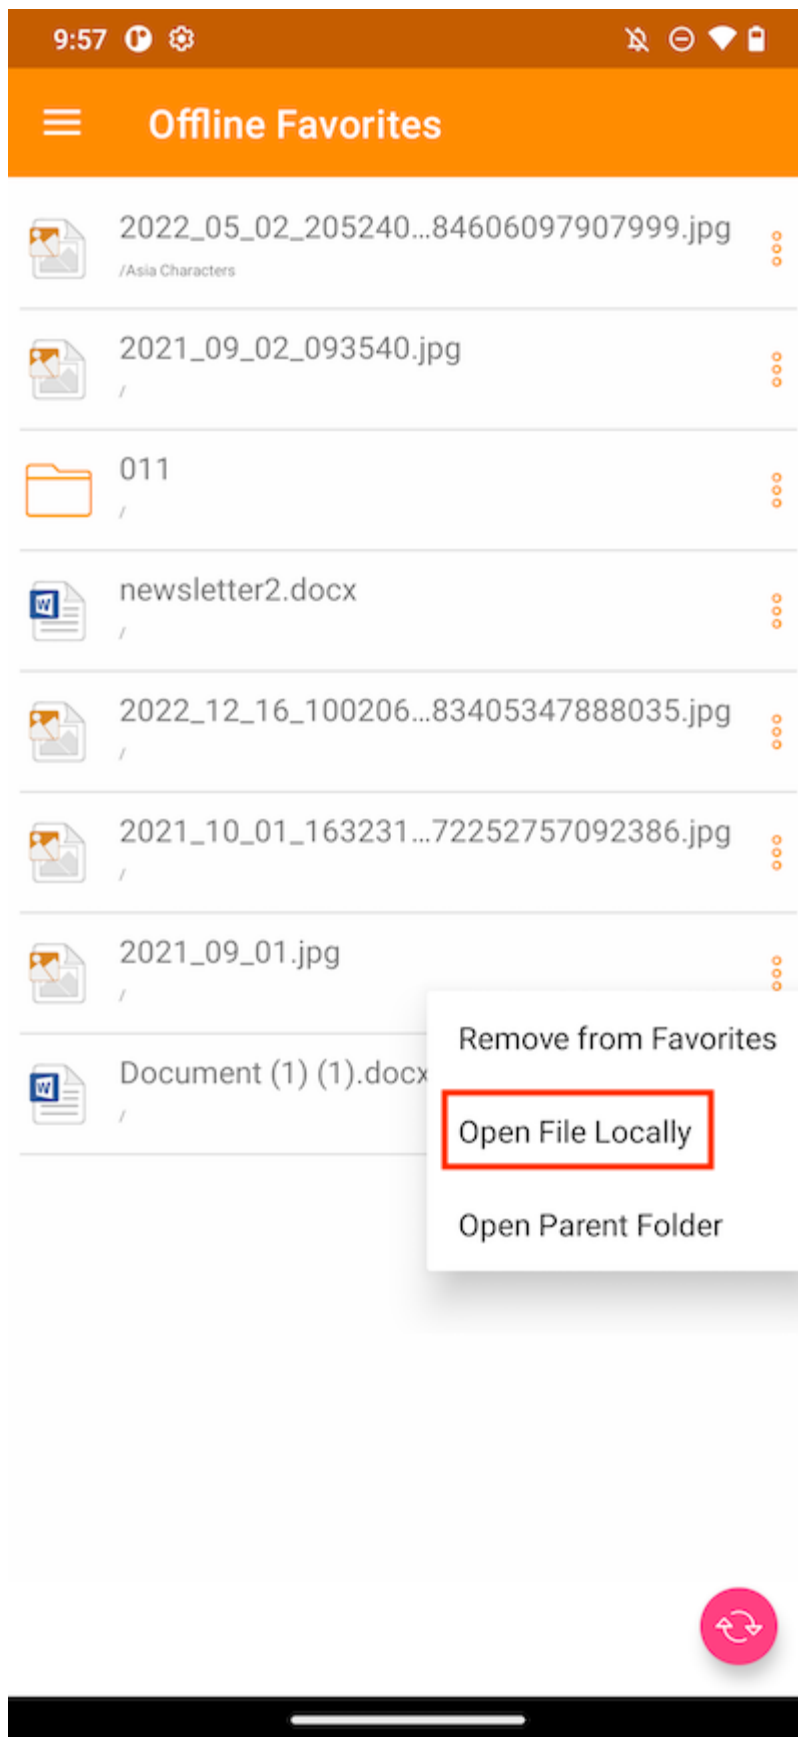 9:57
Offline Favorites
2022_05_02_205240...84606097907999.jpg
/Asia Characters
2021_09_02_093540.jpg
/
011
/
newsletter2.docx
/
2022_12_16_100206...83405347888035.jpg
/
2021_10_01_163231...72252757092386.jpg
/
2021_09_01.jpg
/
Document (1) (1).docx
/
Remove from Favorites
Open File Locally
Open Parent Folder